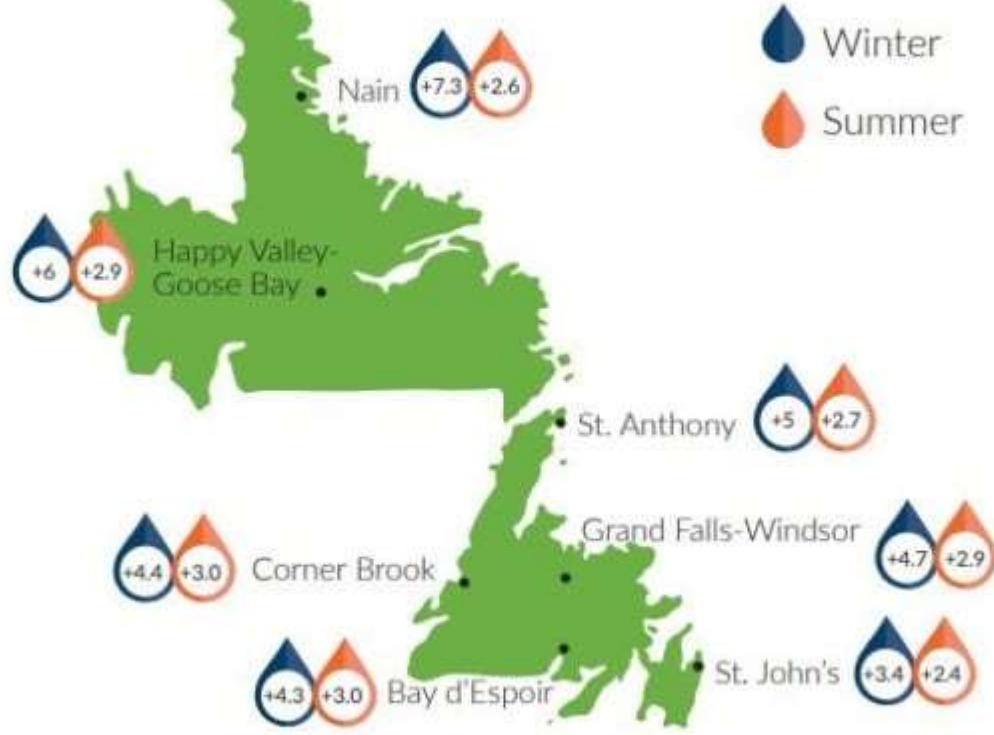 Winter
Summer
Nain +7.3 +2.6
+6 +2.9 Happy Valley-
Goose Bay
St. Anthony +5 +2.7
Grand Falls-Windsor +4.7 +2.9
+4.4 +3.0 Corner Brook
+4.3 +3.0 Bay d'Espoir
St. John's +3.4 +2.4